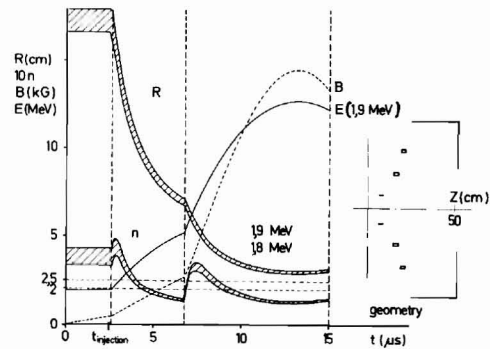 R(cm)
10 n
B(kG)
E(MeV)
R
B
E(1,9 MeV)
10
n
1,9 MeV
1,8 MeV
Z(cm)
50
5
2.5
2
geometry
0
5
10
15
t injection
t (μs)